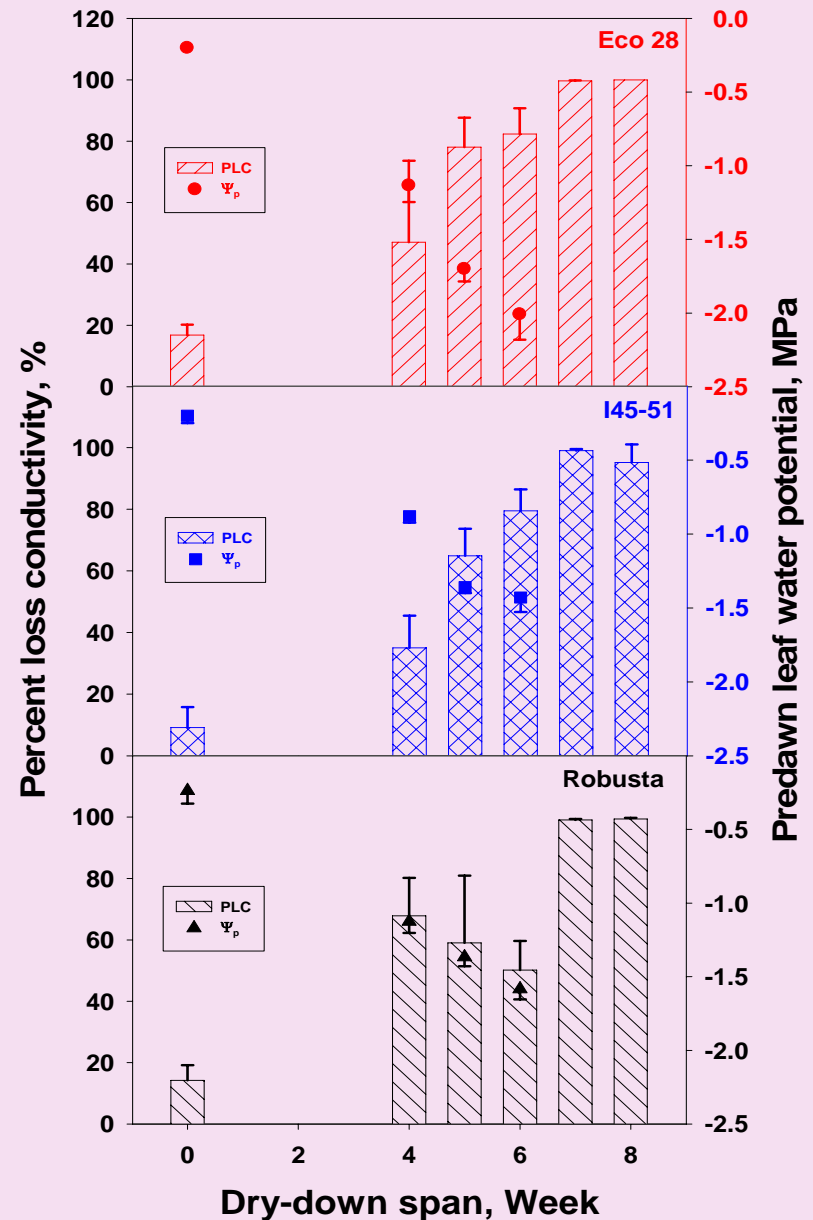 Percent loss conductivity, %
Predawn leaf water potential, MPa
Eco 28
120
100
80
60
40
20
0
0.0
-0.5
-1.0
-1.5
-2.0
-2.5
PLC
Ψp
I45-51
100
80
60
40
20
0
-0.5
-1.0
-1.5
-2.0
-2.5
PLC
Ψp
Robusta
100
80
60
40
20
0
-0.5
-1.0
-1.5
-2.0
-2.5
PLC
Ψp
0 2 4 6 8
Dry-down span, Week